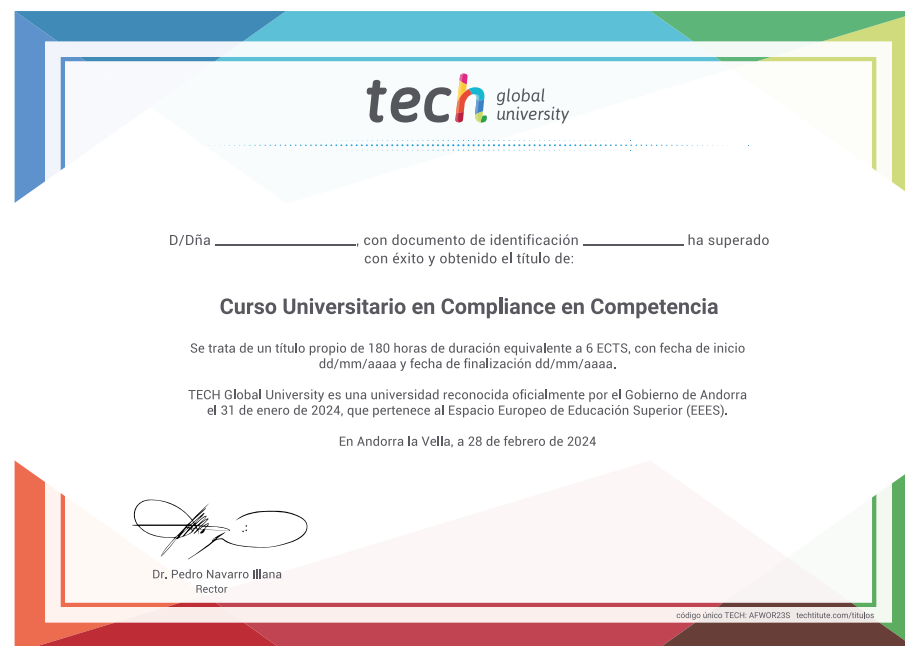 tech global university
D/Dña ______________, con documento de identificación __________ ha superado
con éxito y obtenido el título de:
Curso Universitario en Compliance en Competencia
Se trata de un título propio de 180 horas de duración equivalente a 6 ECTS, con fecha de inicio
dd/mm/aaaa y fecha de finalización dd/mm/aaaa.
TECH Global University es una universidad reconocida oficialmente por el Gobierno de Andorra
el 31 de enero de 2024, que pertenece al Espacio Europeo de Educación Superior (EEES).
En Andorra la Vella, a 28 de febrero de 2024
Dr. Pedro Navarro Illana
Rector
código único TECH: AFWOR23S techtitute.com/titulos